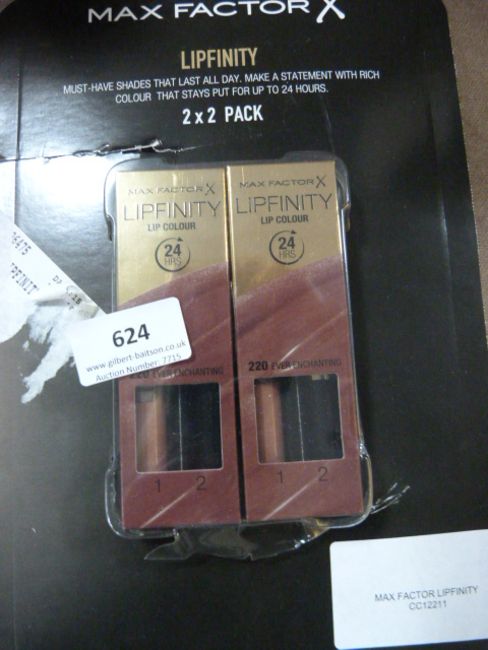 MAX FACTOR X
LIPFINITY
MUST-HAVE SHADES THAT LAST ALL DAY. MAKE A STATEMENT WITH RICH
COLOUR THAT STAYS PUT FOR UP TO 24 HOURS.
2 x 2 PACK
MAX FACTOR X
LIPFINITY
LIP COLOUR
24
HRS
220 EVER ENCHANTING
1 2
MAX FACTOR X
LIPFINITY
LIP COLOUR
24
HRS
220 EVER ENCHANTING
1 2
624
www.gilbert-baitson.co.uk
Auction Number: 7715
MAX FACTOR LIPFINITY
CC12211